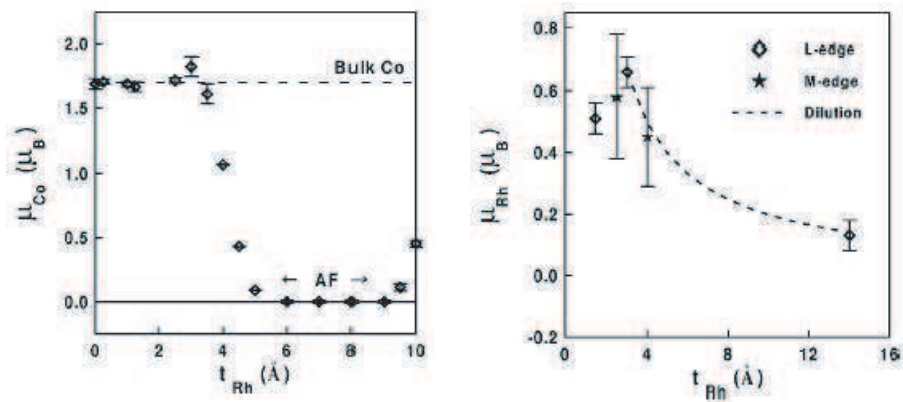 2.0
1.5
1.0
0.5
0.0
μCo (μB)
Bulk Co
← AF →
0 2 4 6 8 10
tRh (Å)
0.8
0.6
0.4
0.2
0.0
-0.2
μRh (μB)
L-edge
M-edge
Dilution
0 4 8 12 16
tRh (Å)